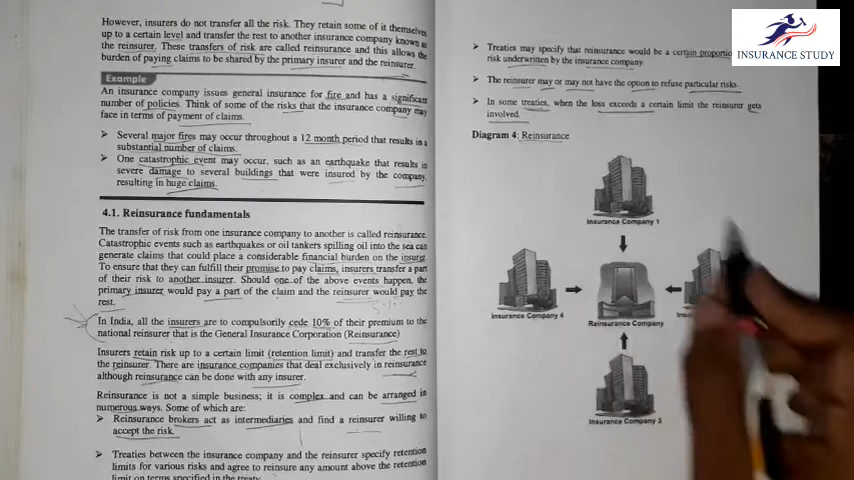 However, insurers do not transfer all the risk. They retain some of it themselves
up to a certain level and transfer the rest to another insurance company known as
the reinsurer. These transfers of risk are called reinsurance and this allows the
burden of paying claims to be shared by the primary insurer and the reinsurer.
Example
An insurance company issues general insurance for fire and has a significant
number of policies. Think of some of the risks that the insurance company may
face in terms of payment of claims.
➢ Several major fires may occur throughout a 12 month period that results in a
substantial number of claims.
➢ One catastrophic event may occur, such as an earthquake that results in
severe damage to several buildings that were insured by the company,
resulting in huge claims.
4.1. Reinsurance fundamentals
The transfer of risk from one insurance company to another is called reinsurance.
Catastrophic events such as earthquakes or oil tankers spilling oil into the sea can
generate claims that could place a considerable financial burden on the insurer.
To ensure that they can fulfill their promise to pay claims, insurers transfer a part
of their risk to another insurer. Should one of the above events happen, the
primary insurer would pay a part of the claim and the reinsurer would pay the
rest.
In India, all the insurers are to compulsorily cede 10% of their premium to the
national reinsurer that is the General Insurance Corporation (Reinsurance)
Insurers retain risk up to a certain limit (retention limit) and transfer the rest to
the reinsurer. There are insurance companies that deal exclusively in reinsurance
although reinsurance can be done with any insurer.
Reinsurance is not a simple business; it is complex and can be arranged in
numerous ways. Some of which are:
➢ Reinsurance brokers act as intermediaries and find a reinsurer willing to
accept the risk.
➢ Treaties between the insurance company and the reinsurer specify retention
limits for various risks and agree to reinsure any amount above the retention
limit on terms specified in the treaty.
➢ Treaties may specify that reinsurance would be a certain proportio
risk underwritten by the insurance company.
➢ The reinsurer may or may not have the option to refuse particular risks.
➢ In some treaties, when the loss exceeds a certain limit the reinsurer gets
involved.
Diagram 4: Reinsurance
Insurance Company 1
Insurance Company 4
Reinsurance Company
Insurance Company 3
INSURANCE STUDY